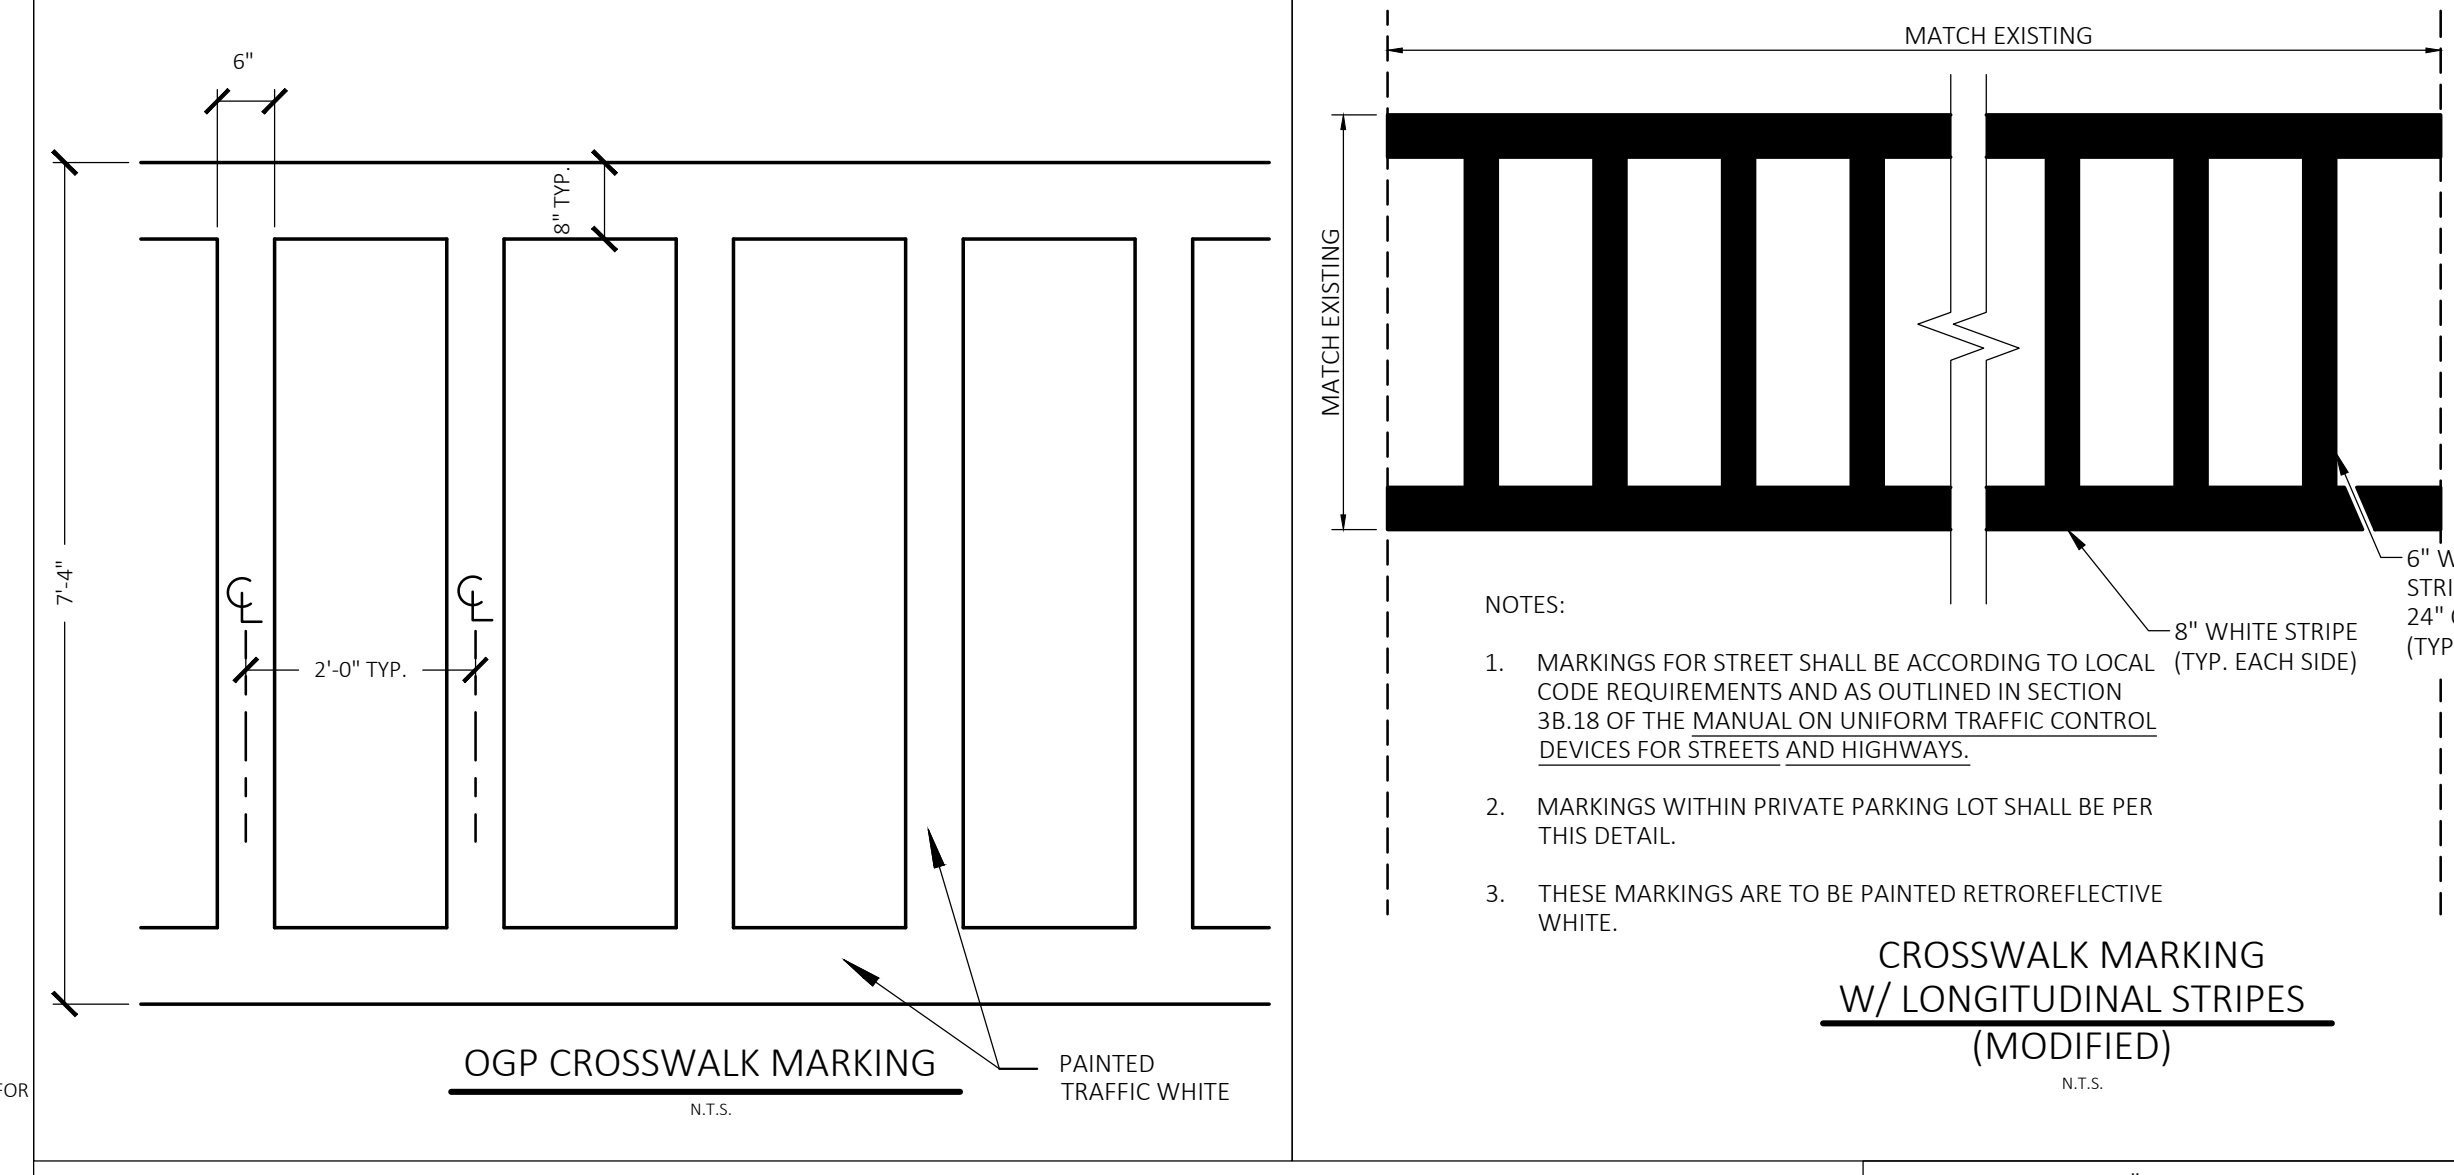 6"
8" TYP.
7'-4"
2'-0" TYP.
OGP CROSSWALK MARKING
N.T.S.
PAINTED
TRAFFIC WHITE
FOR
MATCH EXISTING
MATCH EXISTING
6"
24"
8" WHITE STRIPE
(TYP. EACH SIDE)
NOTES:
1. MARKINGS FOR STREET SHALL BE ACCORDING TO LOCAL
CODE REQUIREMENTS AND AS OUTLINED IN SECTION
3B.18 OF THE MANUAL ON UNIFORM TRAFFIC CONTROL
DEVICES FOR STREETS AND HIGHWAYS.
2. MARKINGS WITHIN PRIVATE PARKING LOT SHALL BE PER
THIS DETAIL.
3. THESE MARKINGS ARE TO BE PAINTED RETROREFLECTIVE
WHITE.
CROSSWALK MARKING
W/ LONGITUDINAL STRIPES
(MODIFIED)
N.T.S.